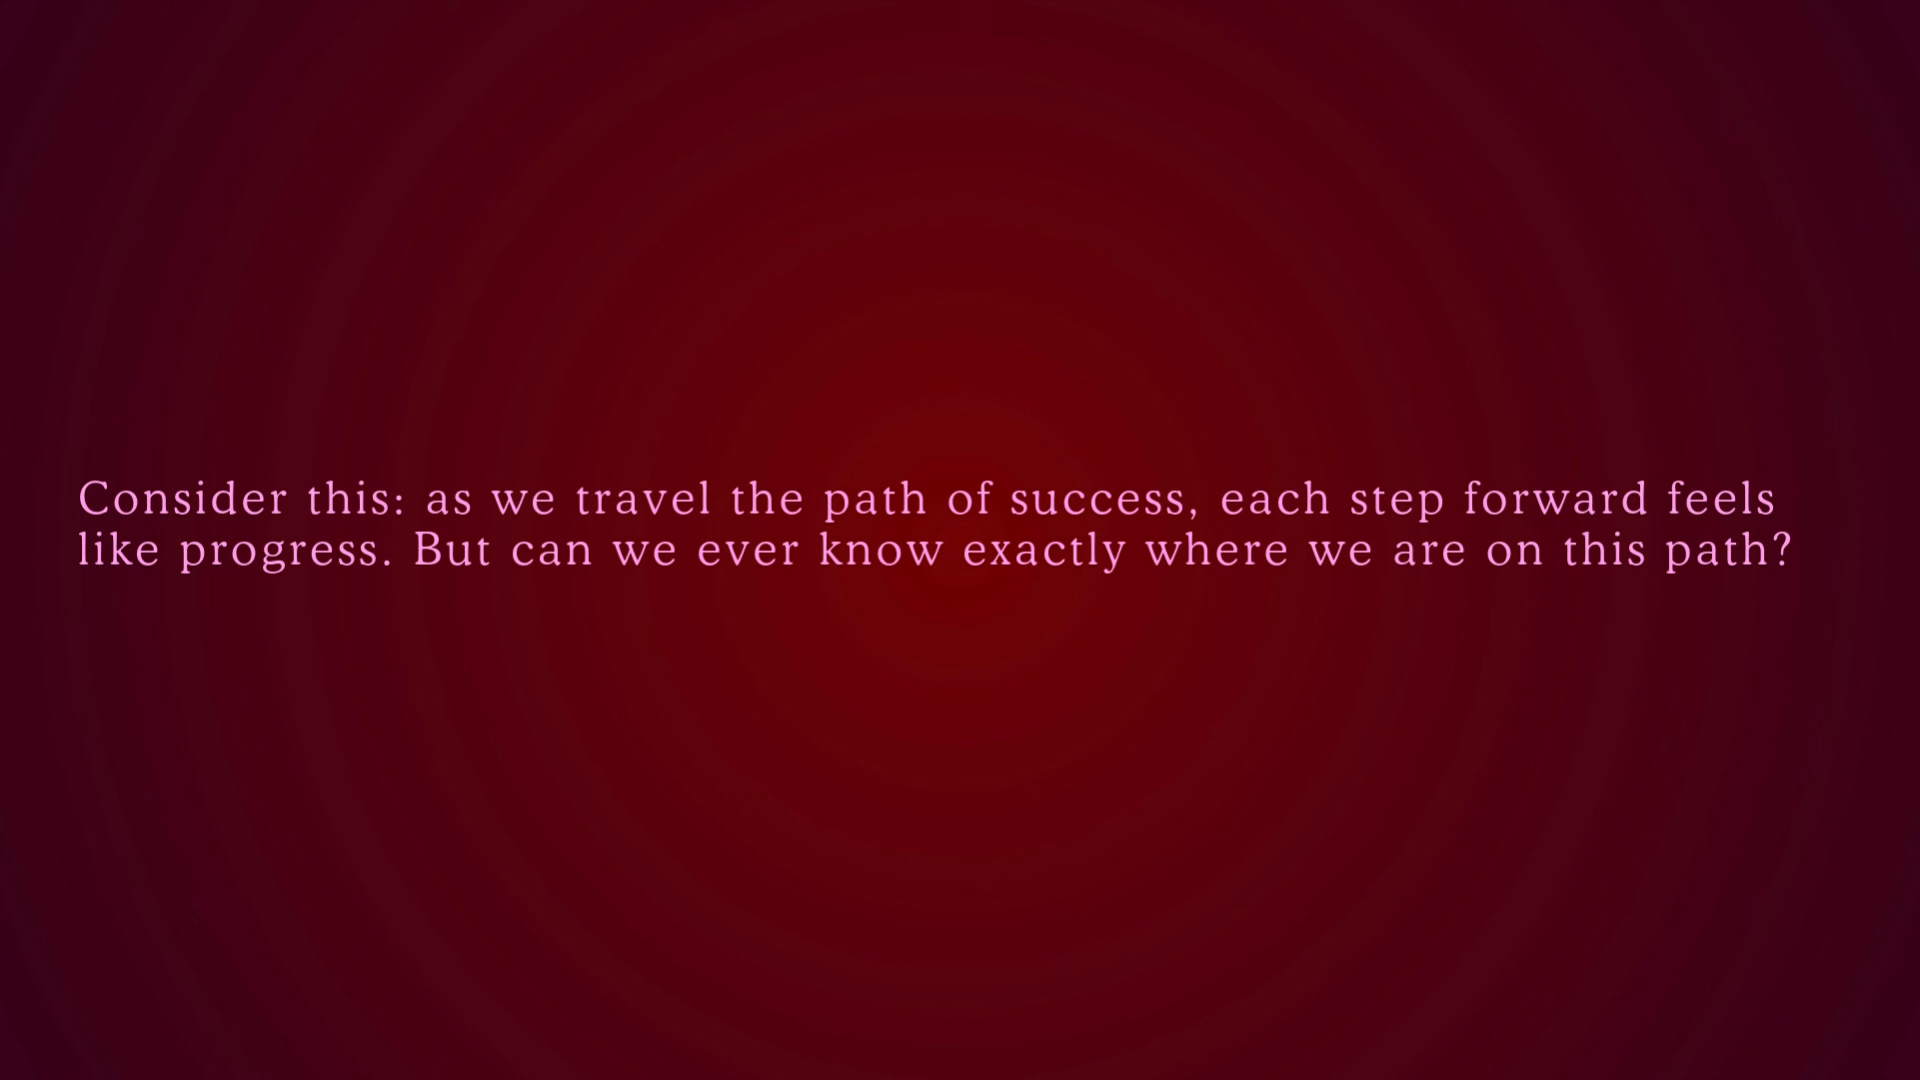 Consider this: as we travel the path of success, each step forward feels
like progress. But can we ever know exactly where we are on this path?